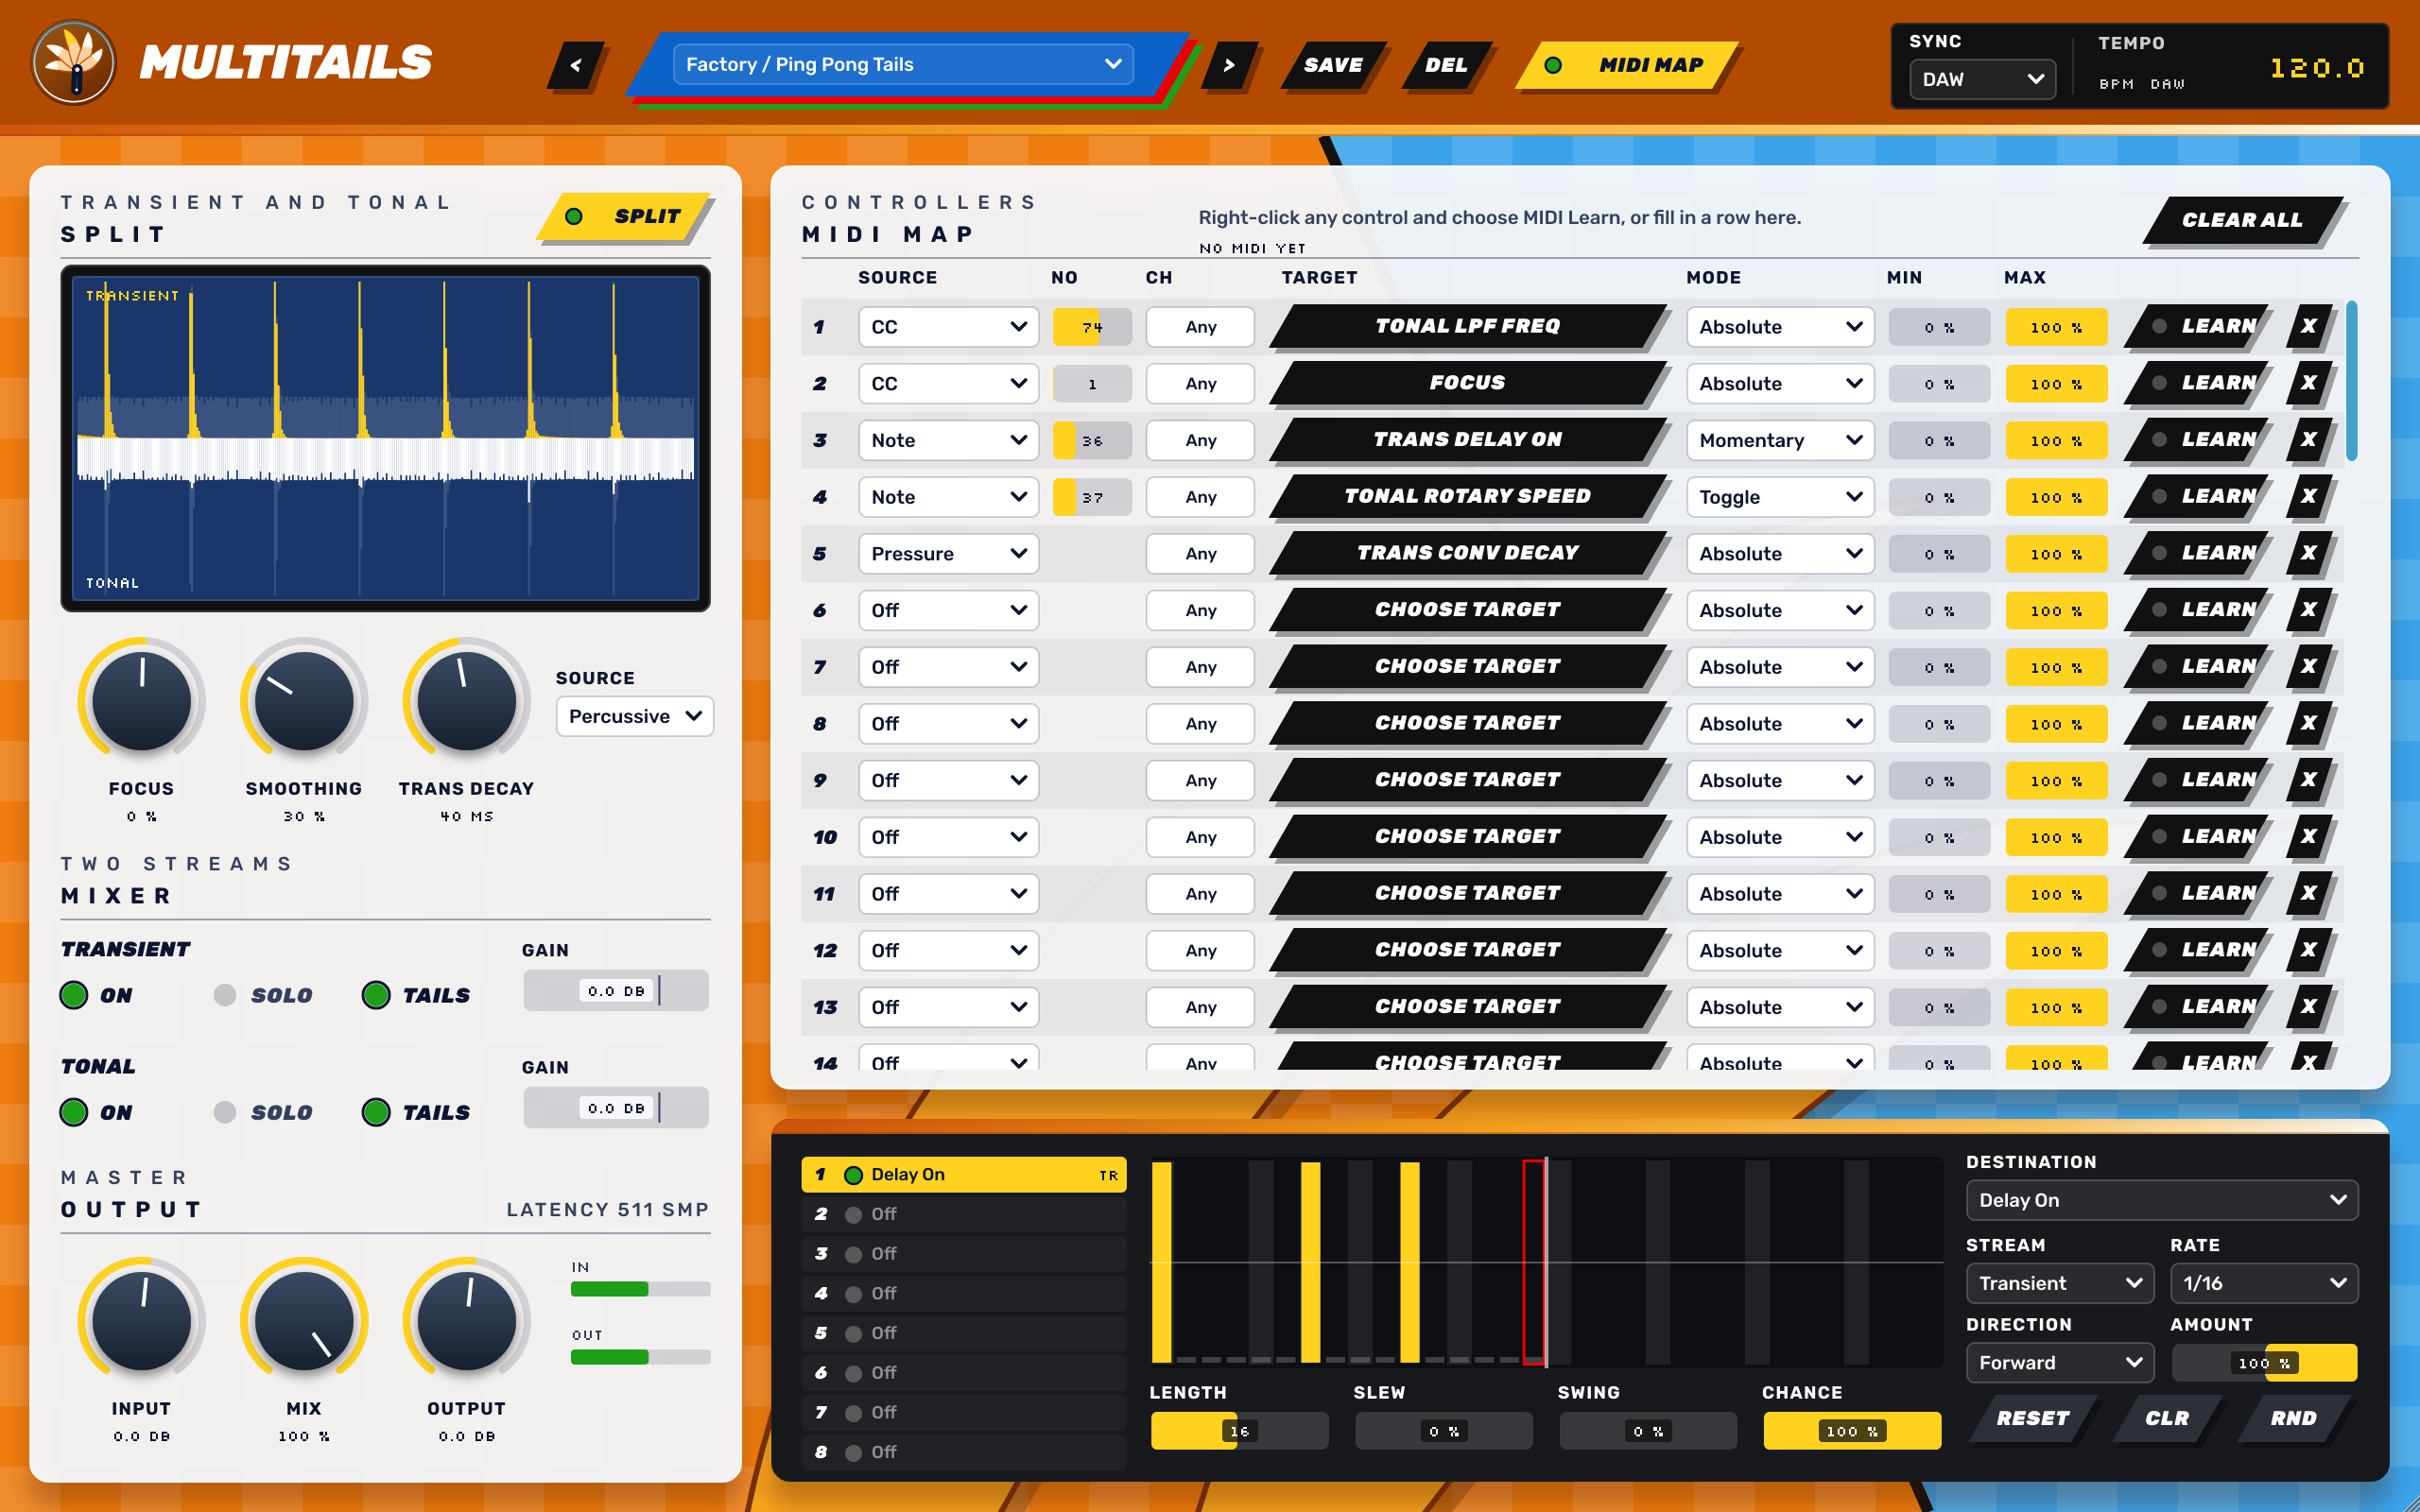 MULTITAILS
<
Factory / Ping Pong Tails
>
SAVE
DEL
MIDI MAP
SYNC
DAW
TEMPO
BPM DAW
120.0
TRANSIENT AND TONAL
SPLIT
SPLIT
TRANSIENT
TONAL
SOURCE
Percussive
FOCUS
0 %
SMOOTHING
30 %
TRANS DECAY
40 MS
TWO STREAMS
MIXER
TRANSIENT
GAIN
ON
SOLO
TAILS
0.0 DB
TONAL
GAIN
ON
SOLO
TAILS
0.0 DB
MASTER
OUTPUT
LATENCY 511 SMP
IN
OUT
INPUT
0.0 DB
MIX
100 %
OUTPUT
0.0 DB
CONTROLLERS
MIDI MAP
Right-click any control and choose MIDI Learn, or fill in a row here.
NO MIDI YET
CLEAR ALL
SOURCE NO CH TARGET MODE MIN MAX
1 CC 74 Any TONAL LPF FREQ Absolute 0 % 100 % LEARN X
2 CC 1 Any FOCUS Absolute 0 % 100 % LEARN X
3 Note 36 Any TRANS DELAY ON Momentary 0 % 100 % LEARN X
4 Note 37 Any TONAL ROTARY SPEED Toggle 0 % 100 % LEARN X
5 Pressure Any TRANS CONV DECAY Absolute 0 % 100 % LEARN X
6 Off Any CHOOSE TARGET Absolute 0 % 100 % LEARN X
7 Off Any CHOOSE TARGET Absolute 0 % 100 % LEARN X
8 Off Any CHOOSE TARGET Absolute 0 % 100 % LEARN X
9 Off Any CHOOSE TARGET Absolute 0 % 100 % LEARN X
10 Off Any CHOOSE TARGET Absolute 0 % 100 % LEARN X
11 Off Any CHOOSE TARGET Absolute 0 % 100 % LEARN X
12 Off Any CHOOSE TARGET Absolute 0 % 100 % LEARN X
13 Off Any CHOOSE TARGET Absolute 0 % 100 % LEARN X
14 Off Any CHOOSE TARGET Absolute 0 % 100 % LEARN X
1 Delay On TR
2 Off
3 Off
4 Off
5 Off
6 Off
7 Off
8 Off
LENGTH
16
SLEW
0 %
SWING
0 %
CHANCE
100 %
DESTINATION
Delay On
STREAM
Transient
RATE
1/16
DIRECTION
Forward
AMOUNT
100 %
RESET
CLR
RND